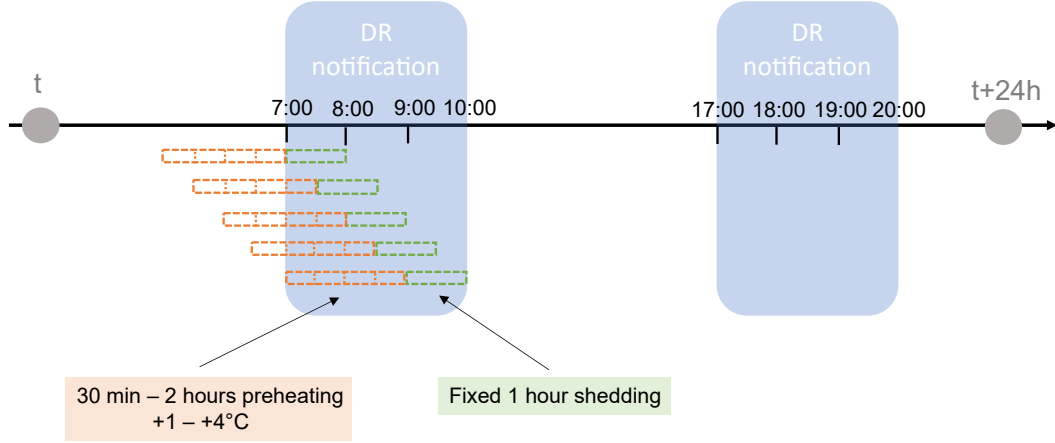 DR
notification
DR
notification
t
t+24h
7:00
8:00
9:00
10:00
17:00
18:00
19:00
20:00
30 min – 2 hours preheating
+1 – +4°C
Fixed 1 hour shedding